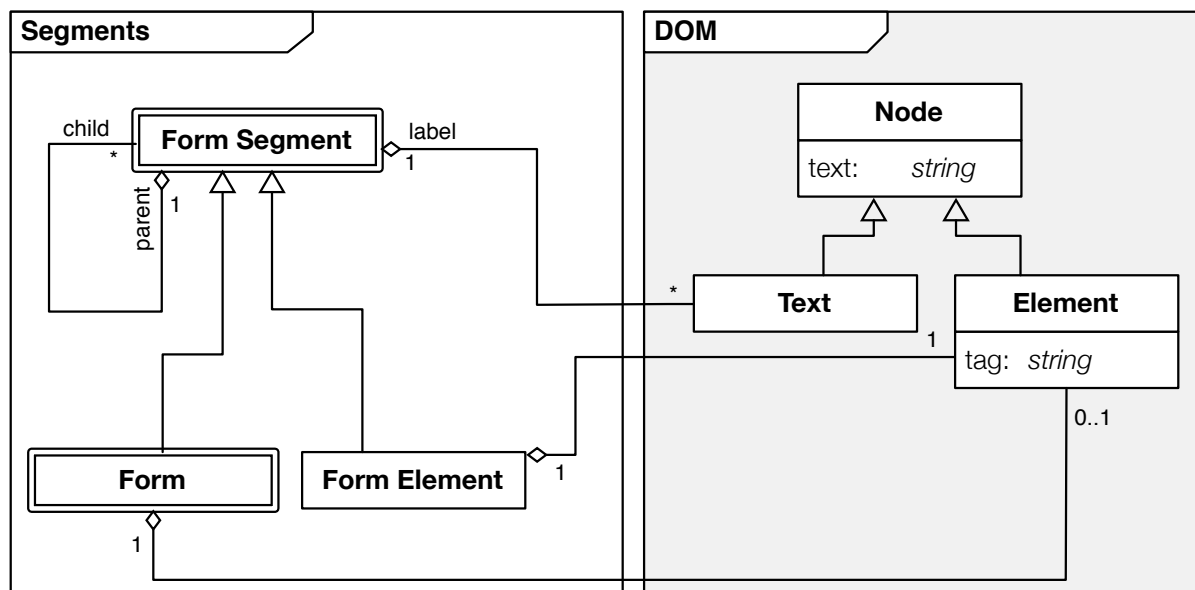 Segments
DOM
Node
text: string
child
*
Form Segment
label
1
parent
1
*
Text
Element
tag: string
1
0..1
Form
Form Element
1
1